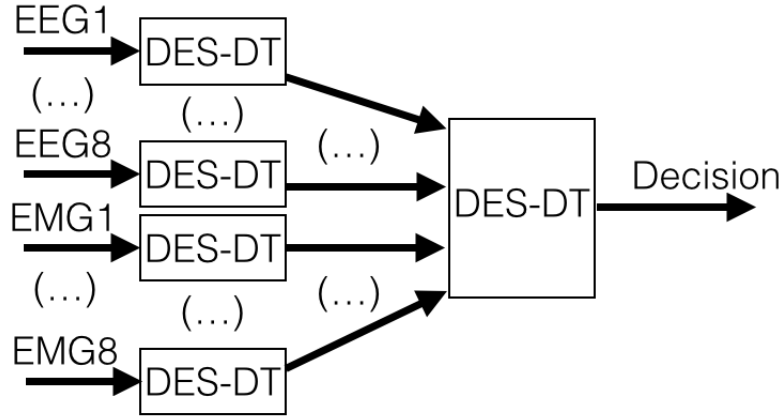 EEG1
DES-DT
(...)
(...)
EEG8
DES-DT
(...)
DES-DT
Decision
EMG1
DES-DT
(...)
(...)
(...)
EMG8
DES-DT